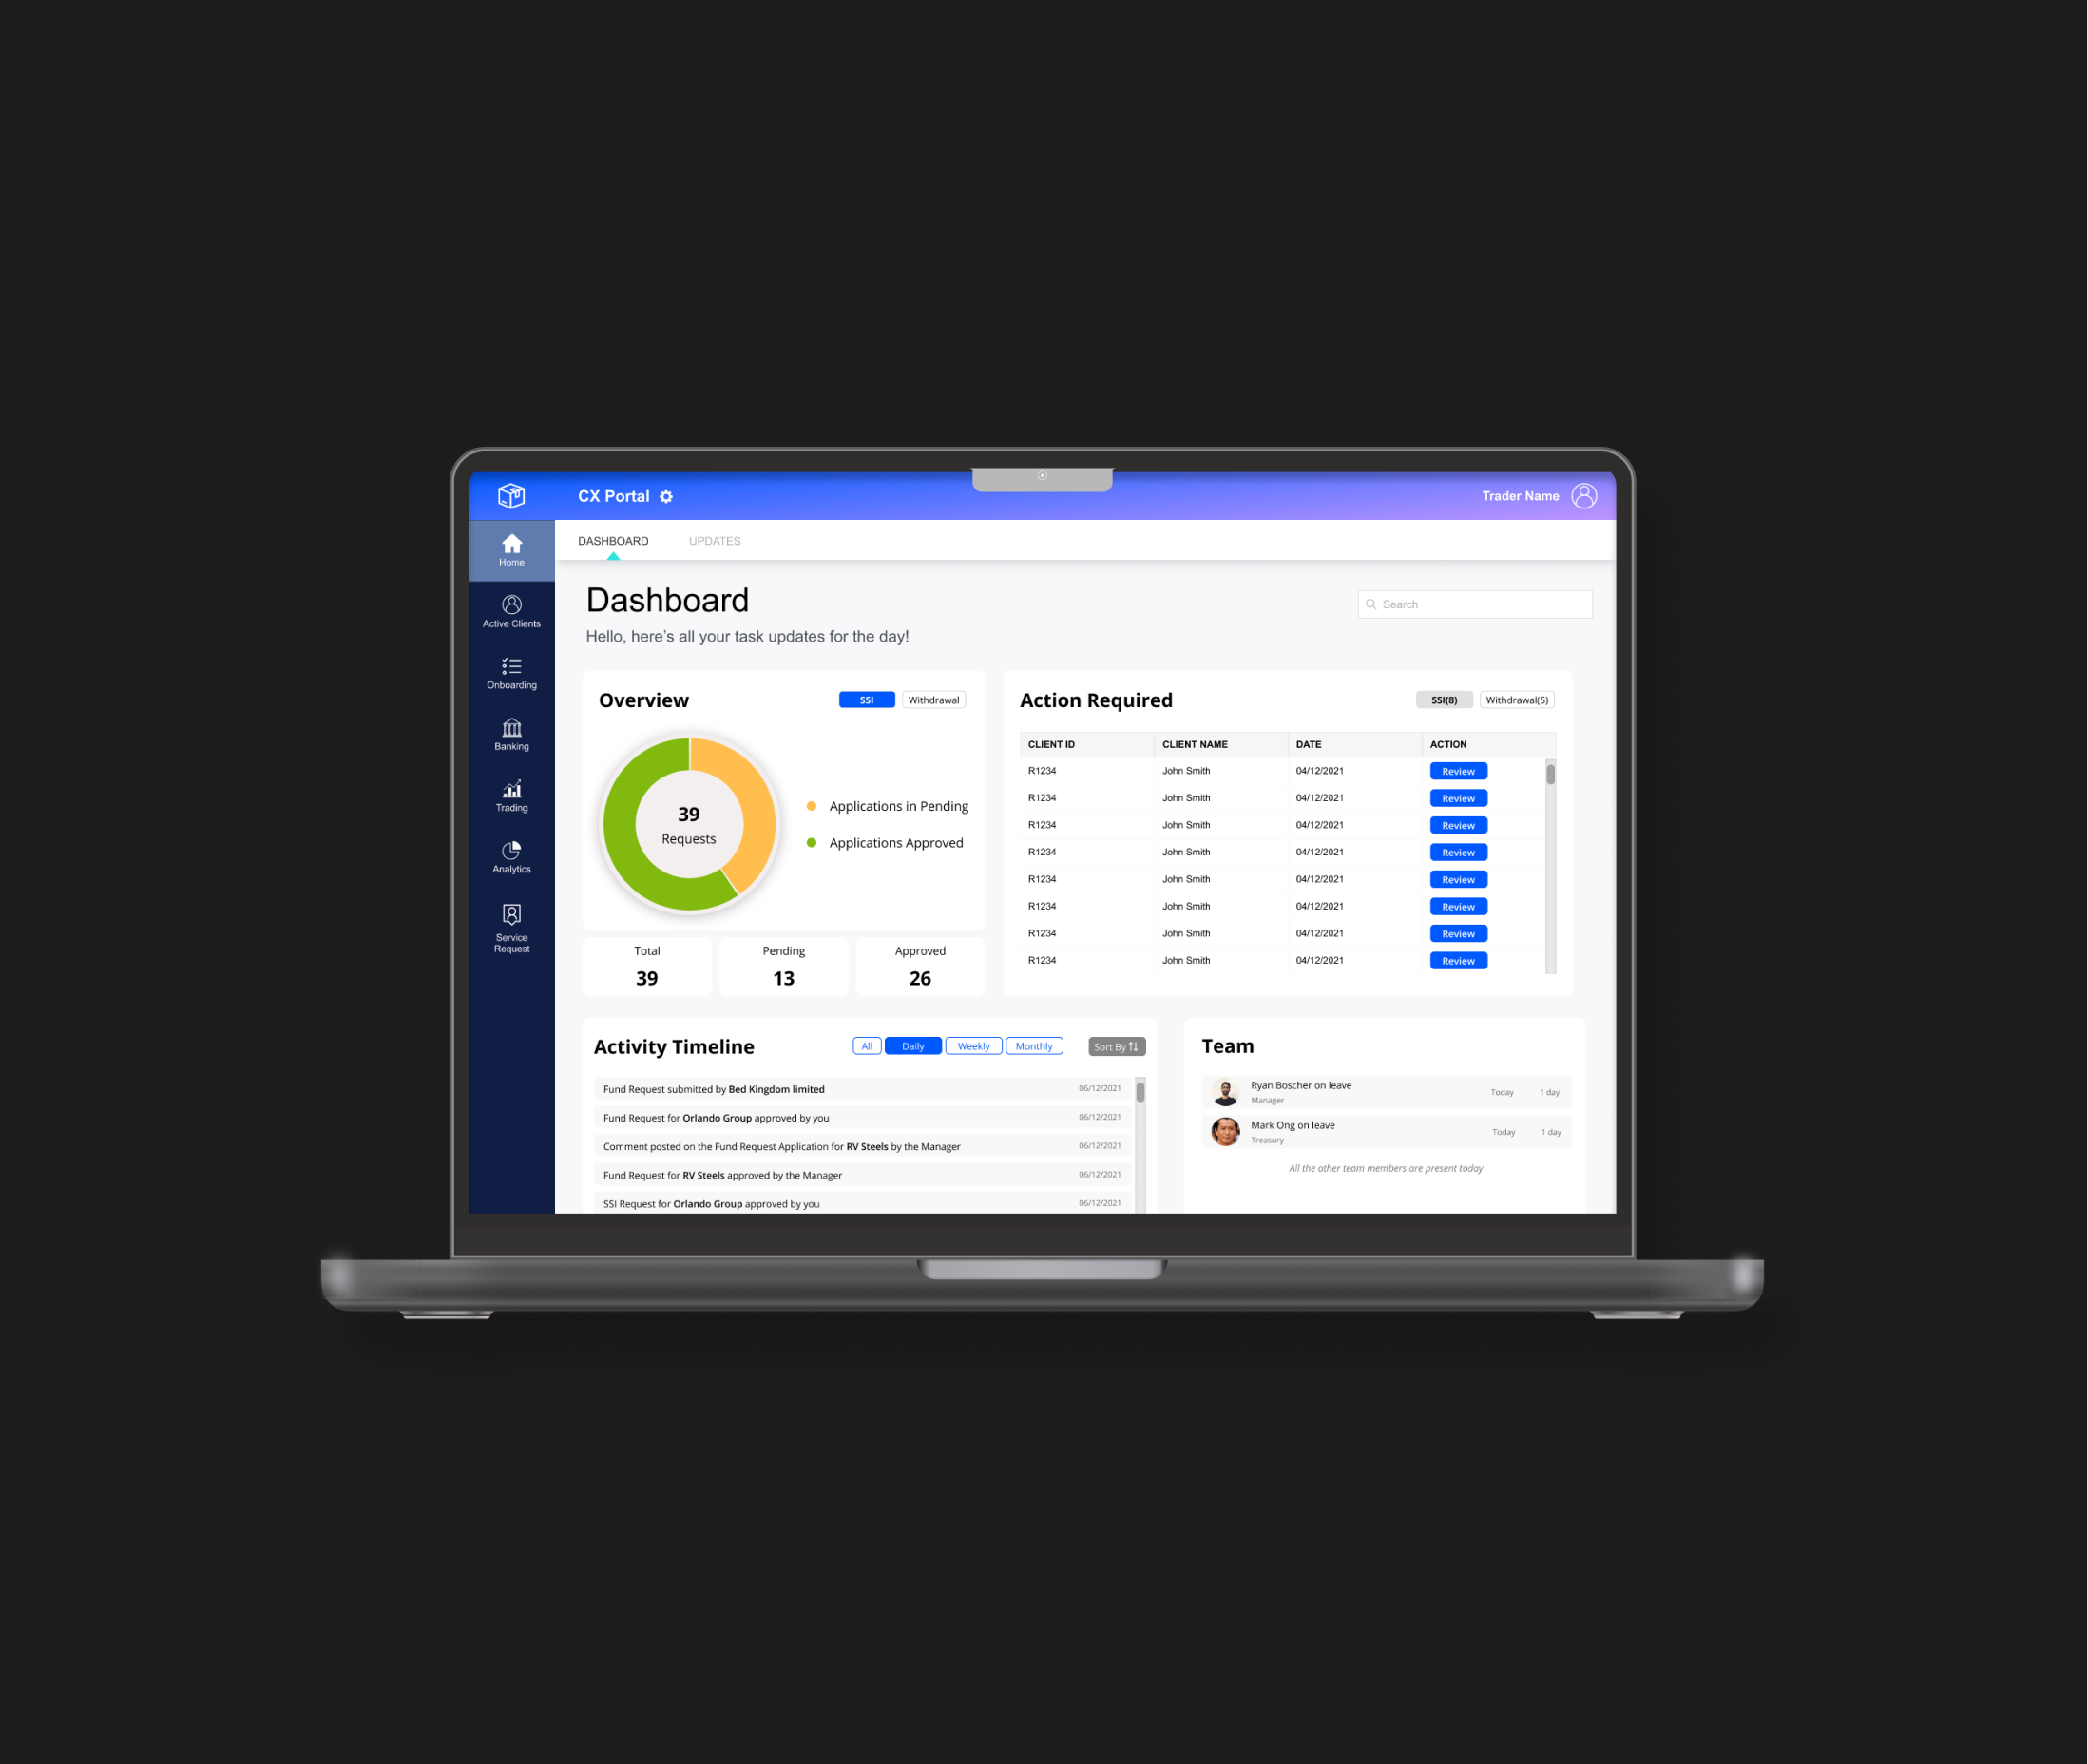 CX Portal
Trader Name
Home
Active Clients
Onboarding
Banking
Trading
Analytics
Service
Request
DASHBOARD UPDATES
Dashboard
Search
Hello, here's all your task updates for the day!
Overview
SSI Withdrawal
39
Requests
Applications in Pending
Applications Approved
Total
39
Pending
13
Approved
26
Action Required
SSI(8) Withdrawal(5)
CLIENT ID CLIENT NAME DATE ACTION
R1234 John Smith 04/12/2021 Review
R1234 John Smith 04/12/2021 Review
R1234 John Smith 04/12/2021 Review
R1234 John Smith 04/12/2021 Review
R1234 John Smith 04/12/2021 Review
R1234 John Smith 04/12/2021 Review
R1234 John Smith 04/12/2021 Review
R1234 John Smith 04/12/2021 Review
Activity Timeline
All Daily Weekly Monthly Sort By
Fund Request submitted by Bed Kingdom limited 06/12/2021
Fund Request for Orlando Group approved by you 06/12/2021
Comment posted on the Fund Request Application for RV Steels by the Manager 06/12/2021
Fund Request for RV Steels approved by the Manager 06/12/2021
SSI Request for Orlando Group approved by you 06/12/2021
Team
Ryan Boscher on leave Today 1 day
Manager
Mark Ong on leave Today 1 day
Treasury
All the other team members are present today